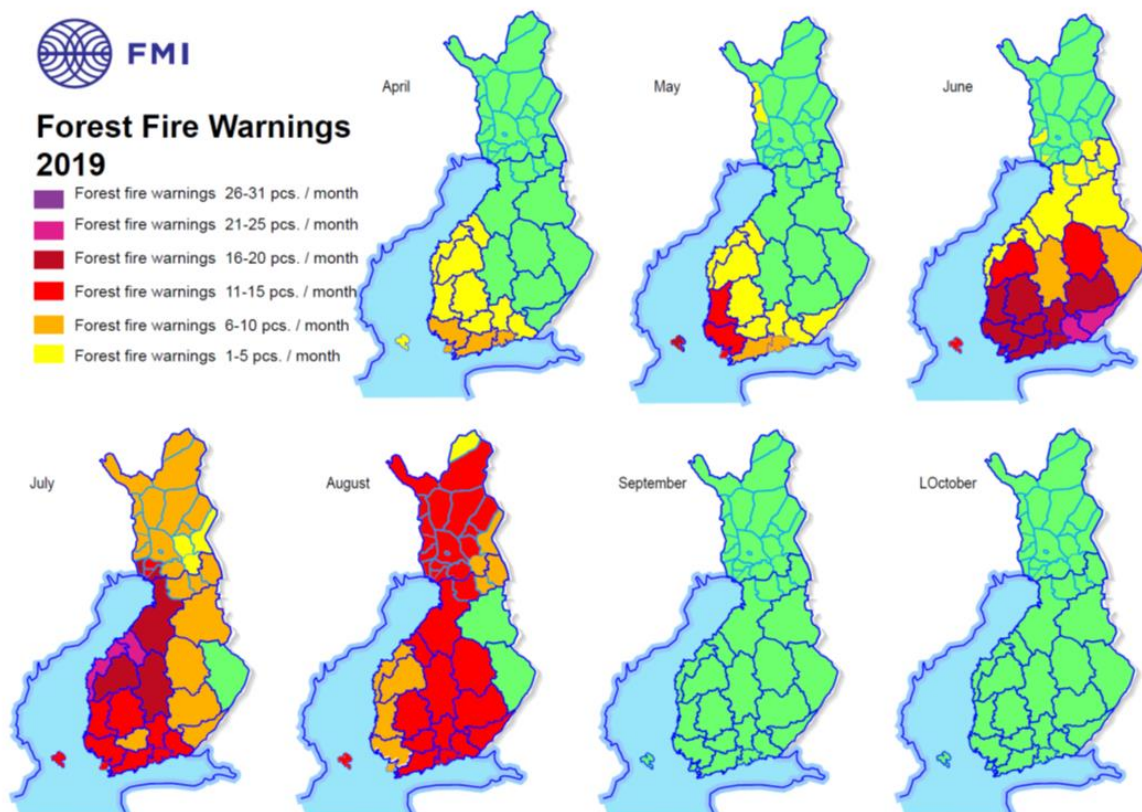 FMI
Forest Fire Warnings
2019
Forest fire warnings 26-31 pcs. / month
Forest fire warnings 21-25 pcs. / month
Forest fire warnings 16-20 pcs. / month
Forest fire warnings 11-15 pcs. / month
Forest fire warnings 6-10 pcs. / month
Forest fire warnings 1-5 pcs. / month
April
May
June
July
August
September
LOctober